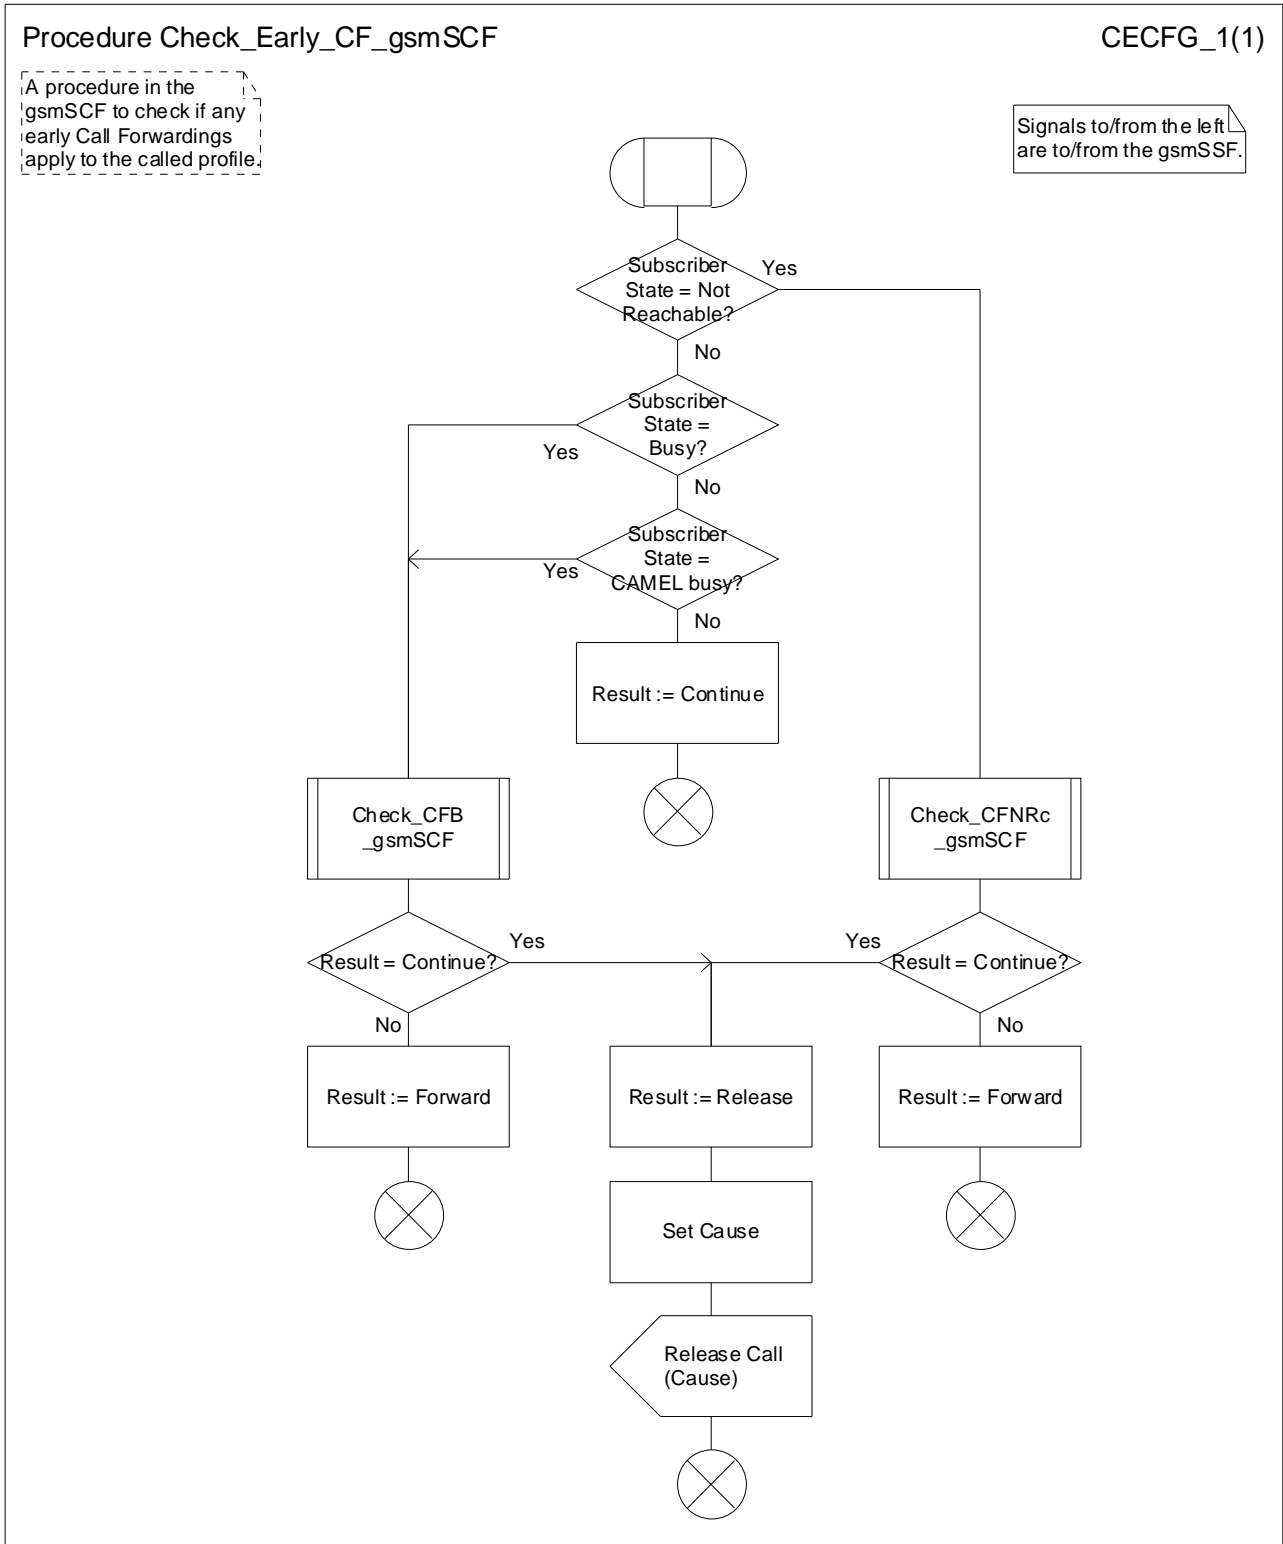 Procedure Check_Early_CF_gsmSCF
CECFG_1(1)
A procedure in the
gsmSCF to check if any
early Call Forwardings
apply to the called profile.
Signals to/from the left
are to/from the gsmSSF.
Subscriber
State = Not
Reachable?
Yes
No
Subscriber
State =
Busy?
Yes
No
Subscriber
State =
CAMEL busy?
Yes
No
Result := Continue
Check_CFB
_gsmSCF
Check_CFNRc
_gsmSCF
Result = Continue?
Yes
Yes
Result = Continue?
No
No
Result := Forward
Result := Release
Result := Forward
Set Cause
Release Call
(Cause)